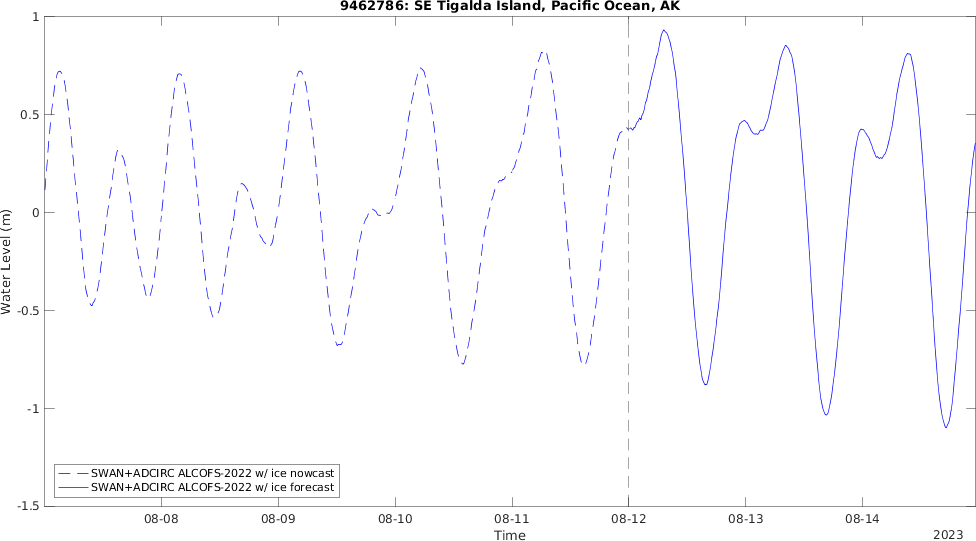 9462786: SE Tigalda Island, Pacific Ocean, AK
1
0.5
0
-0.5
-1
-1.5
Water Level (m)
SWAN+ADCIRC ALCOFS-2022 w/ ice nowcast
SWAN+ADCIRC ALCOFS-2022 w/ ice forecast
08-08
08-09
08-10
08-11
08-12
08-13
08-14
Time
2023